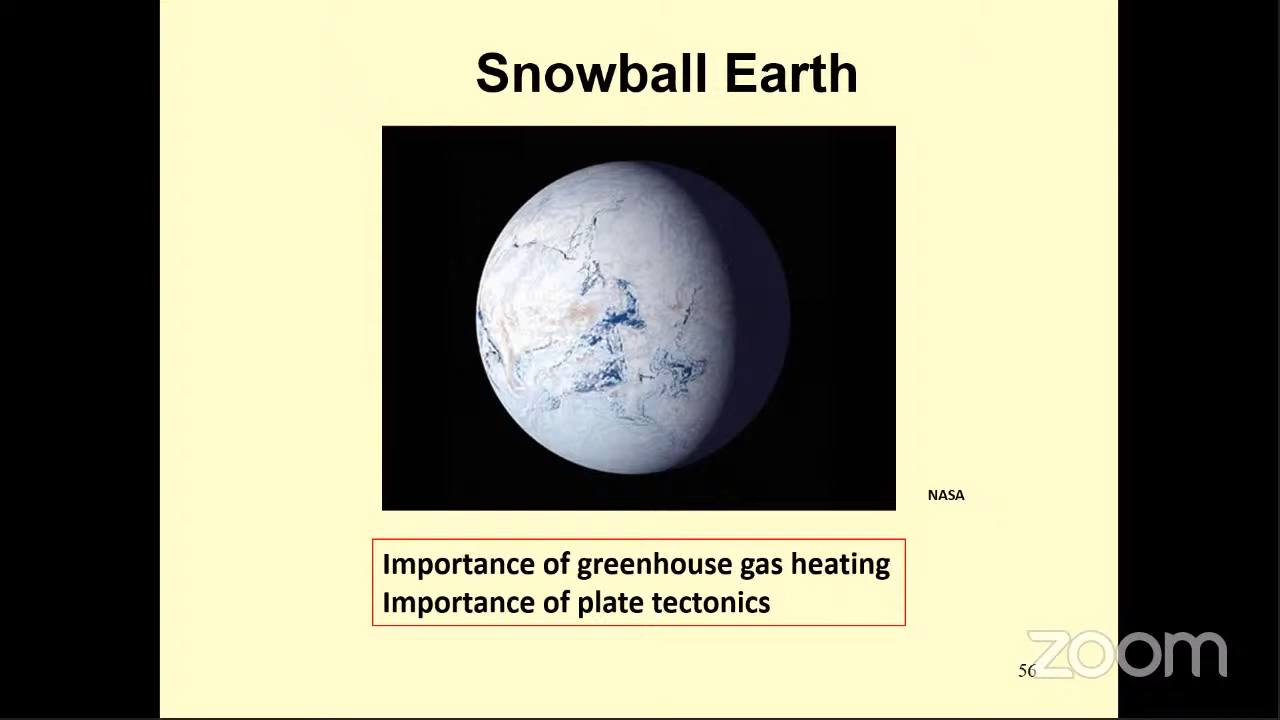 Snowball Earth
NASA
Importance of greenhouse gas heating
Importance of plate tectonics
56
zoom